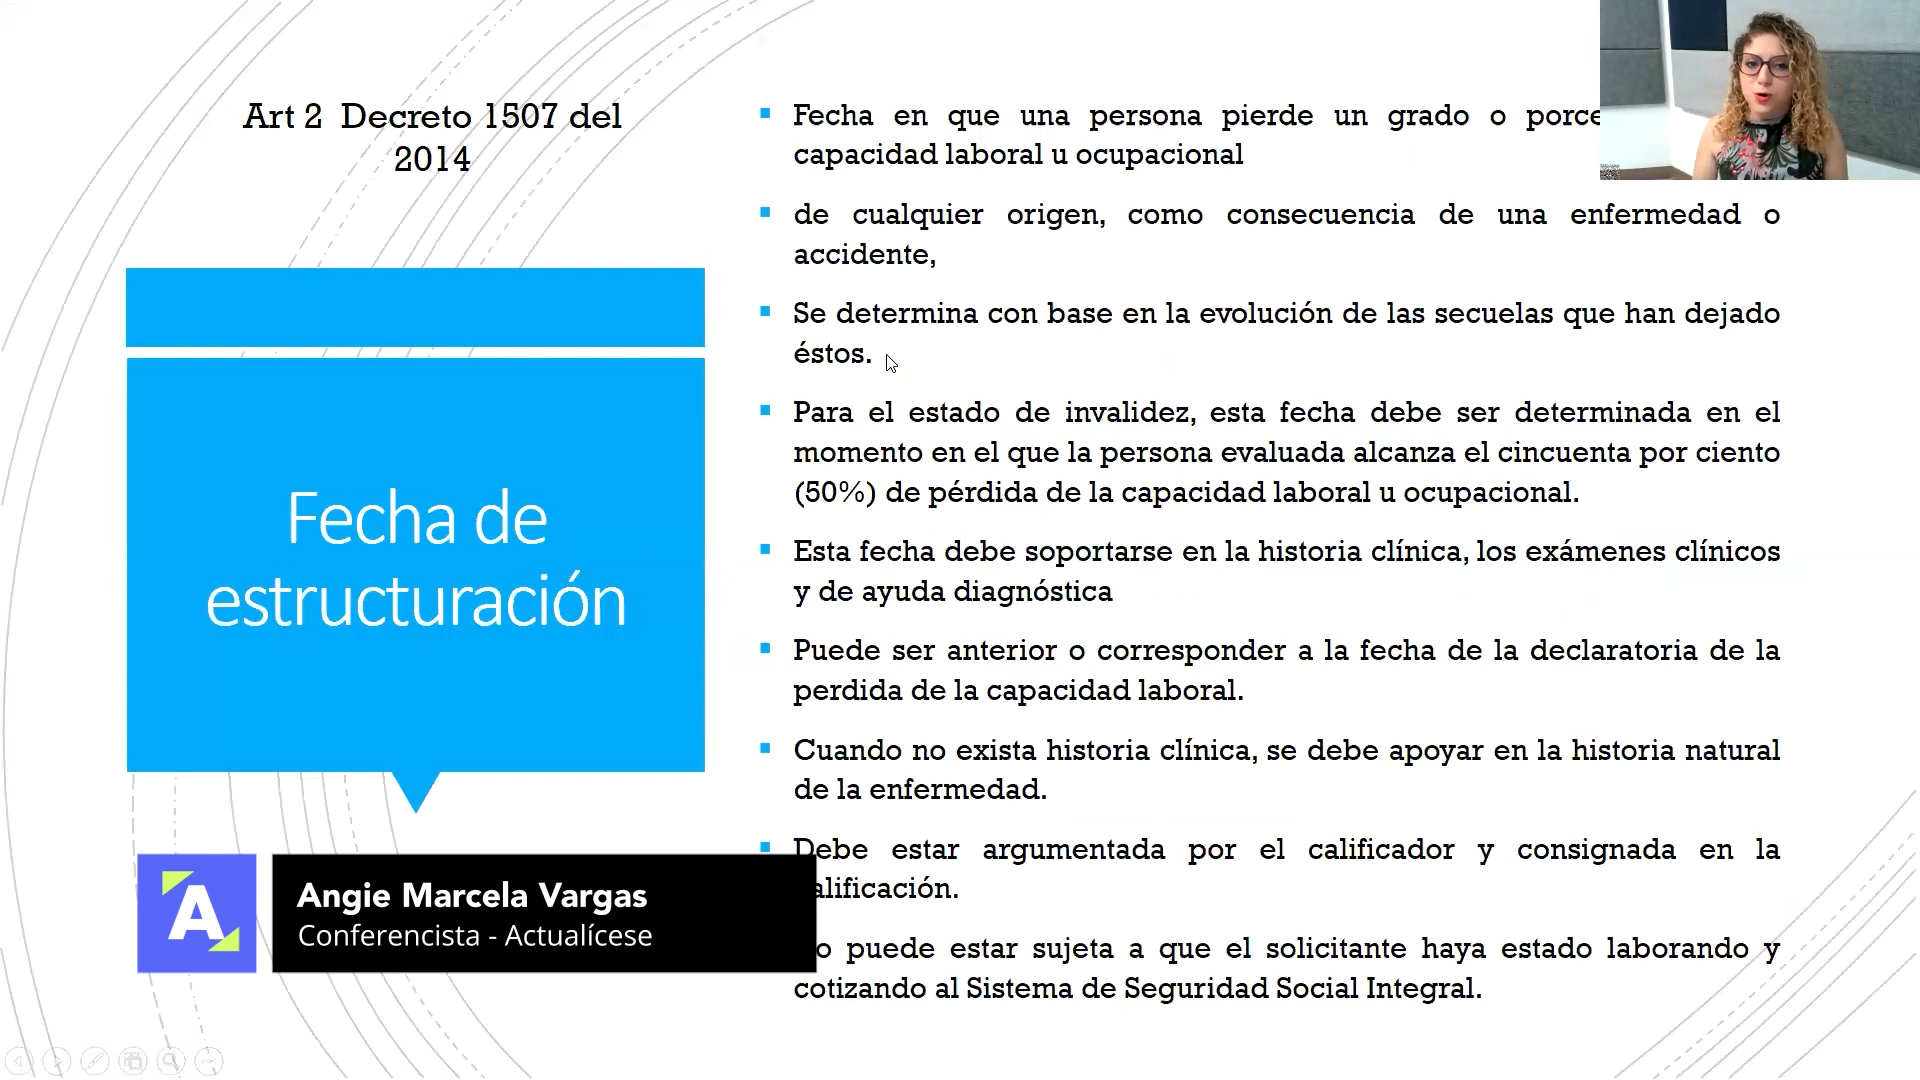 Art 2 Decreto 1507 del
2014
Fecha de
estructuración
Fecha en que una persona pierde un grado o
capacidad laboral u ocupacional
de cualquier origen, como consecuencia de una enfermedad o
accidente,
Se determina con base en la evolución de las secuelas que han dejado
éstos.
Para el estado de invalidez, esta fecha debe ser determinada en el
momento en el que la persona evaluada alcanza el cincuenta por ciento
(50%) de pérdida de la capacidad laboral u ocupacional.
Esta fecha debe soportarse en la historia clínica, los exámenes clínicos
y de ayuda diagnóstica
Puede ser anterior o corresponder a la fecha de la declaratoria de la
perdida de la capacidad laboral.
Cuando no exista historia clínica, se debe apoyar en la historia natural
de la enfermedad.
Debe estar argumentada por el calificador y consignada en la
alificación.
o puede estar sujeta a que el solicitante haya estado laborando y
cotizando al Sistema de Seguridad Social Integral.
A
Angie Marcela Vargas
Conferencista - Actualícese